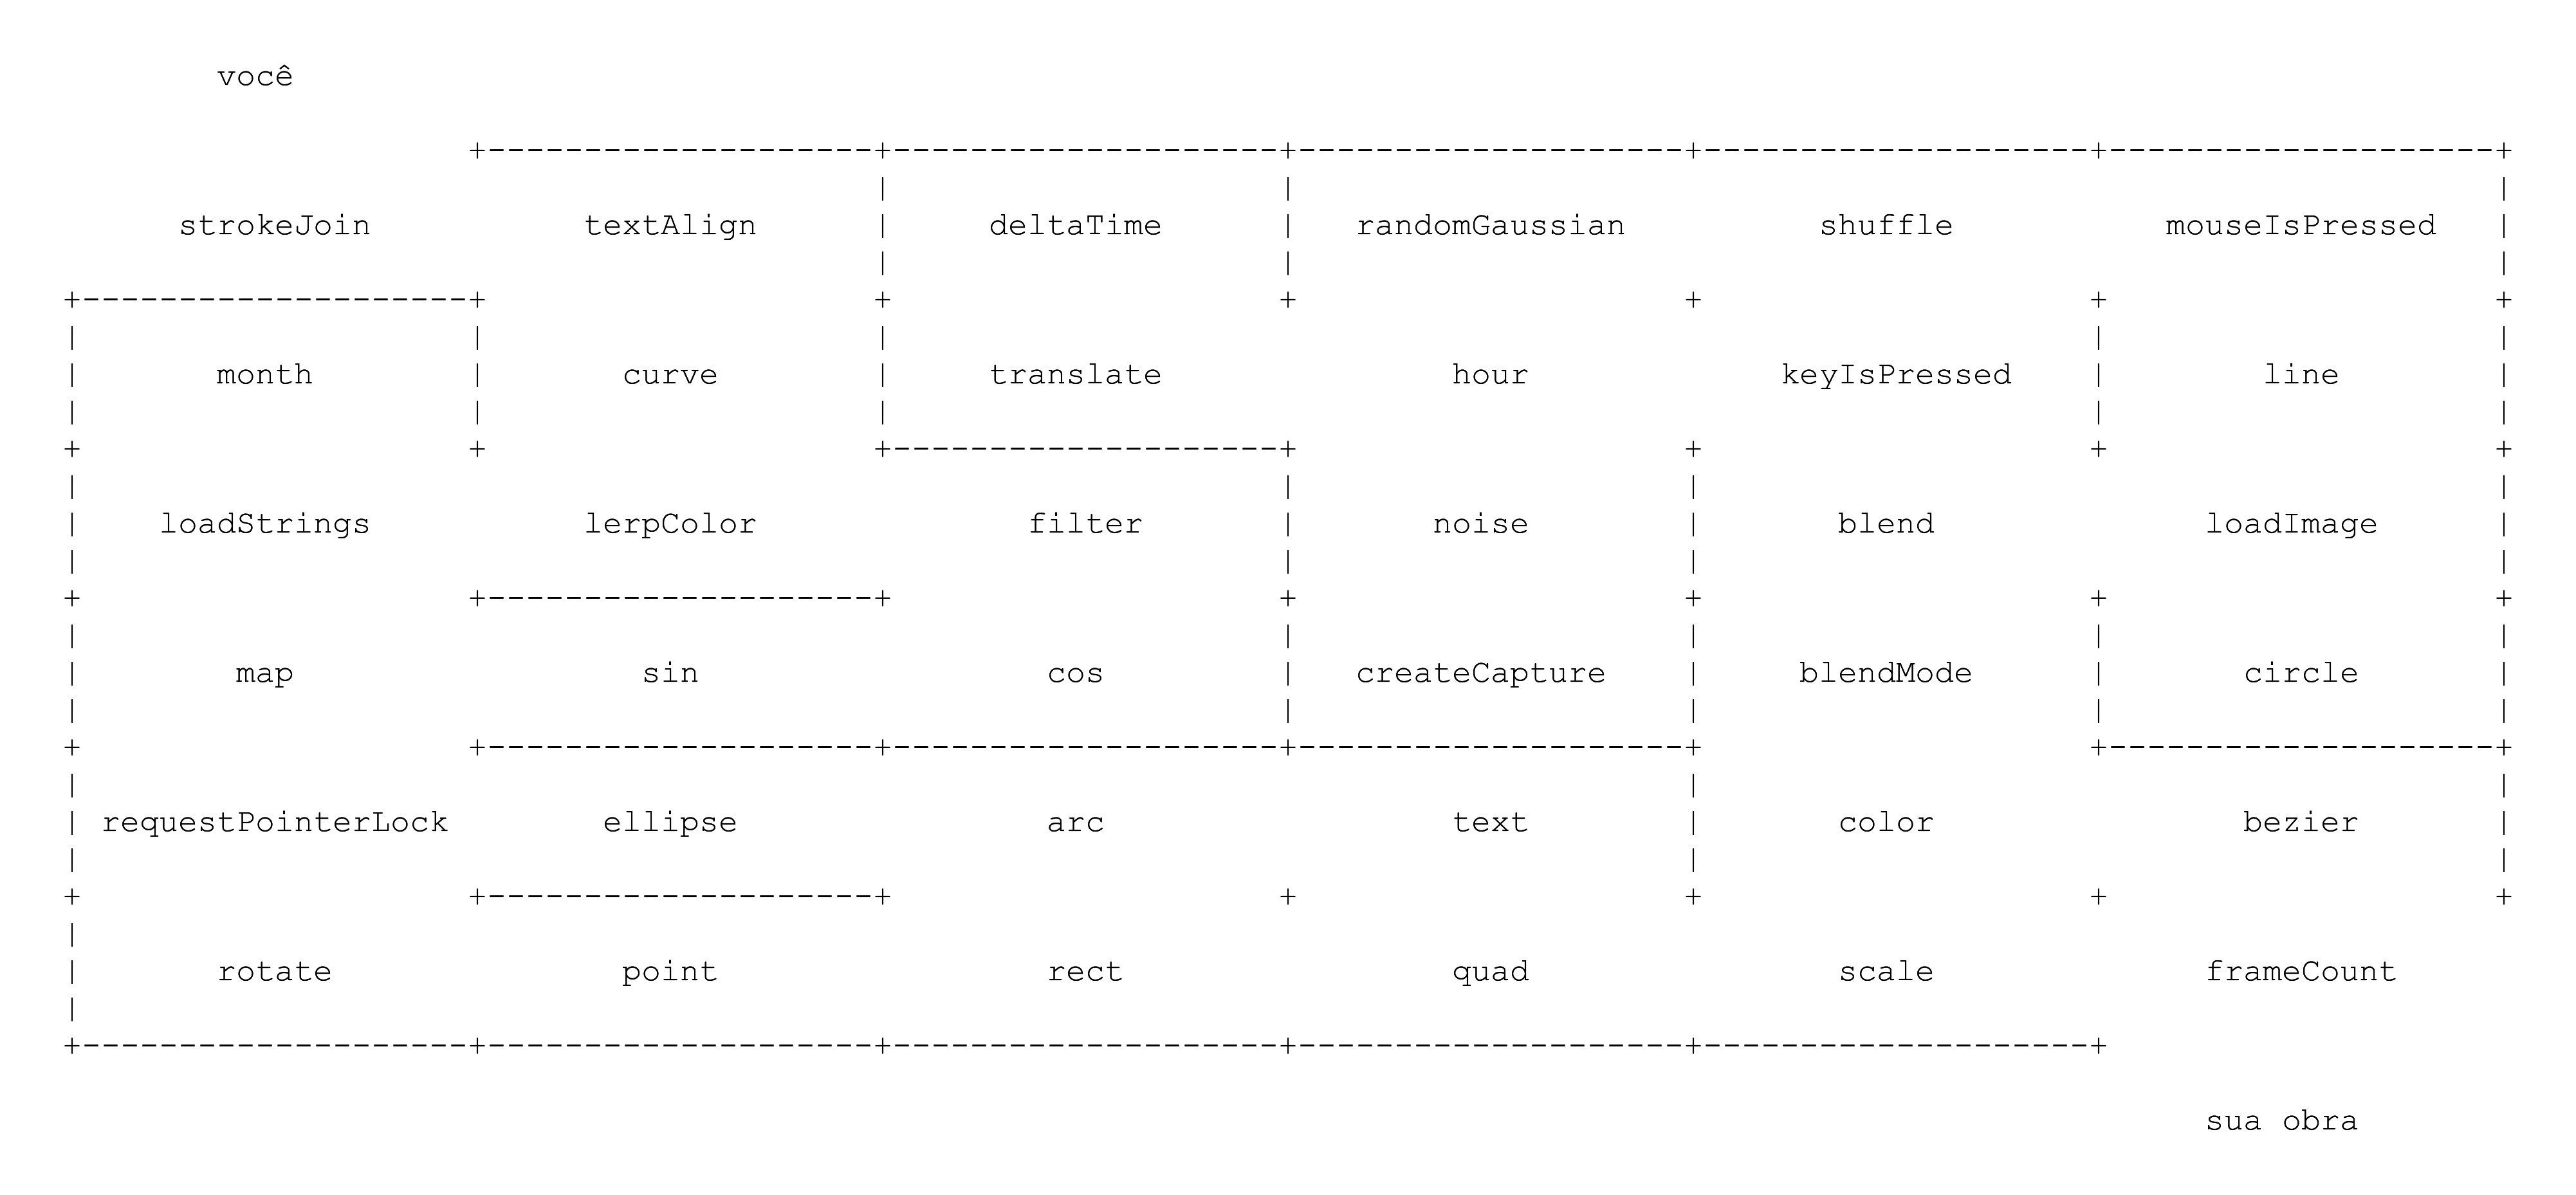 você
strokeJoin textAlign deltaTime randomGaussian shuffle mouseIsPressed
month curve translate hour keyIsPressed line
loadStrings lerpColor filter noise blend loadImage
map sin cos createCapture blendMode circle
requestPointerLock ellipse arc text color bezier
rotate point rect quad scale frameCount
sua obra